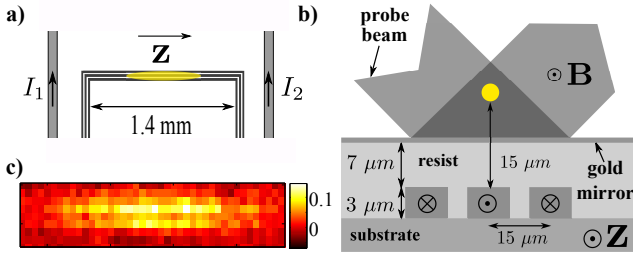 a)
Z
I₁
I₂
1.4 mm
c)
0.1
0
b)
probe
beam
⊙ B
7 μm
resist
15 μm
gold
mirror
3 μm
substrate
15 μm
⊙ Z